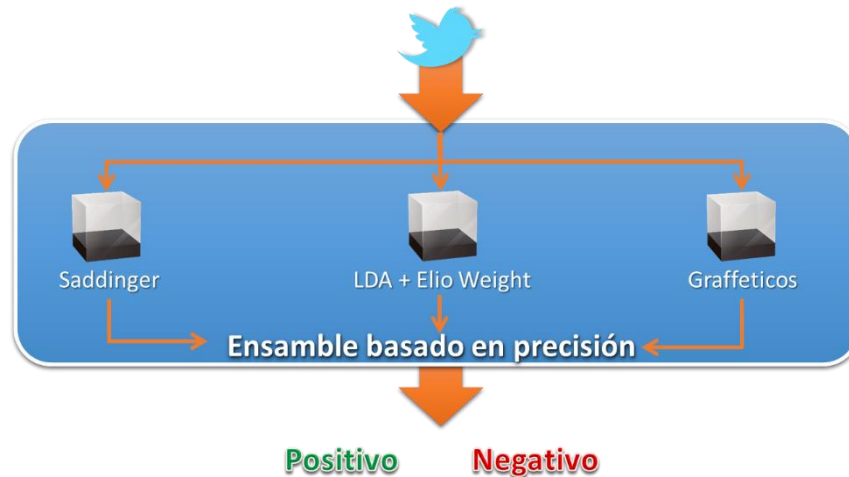 Saddinger
LDA + Elio Weight
Graffeticos
Ensamble basado en precisión
Positivo
Negativo